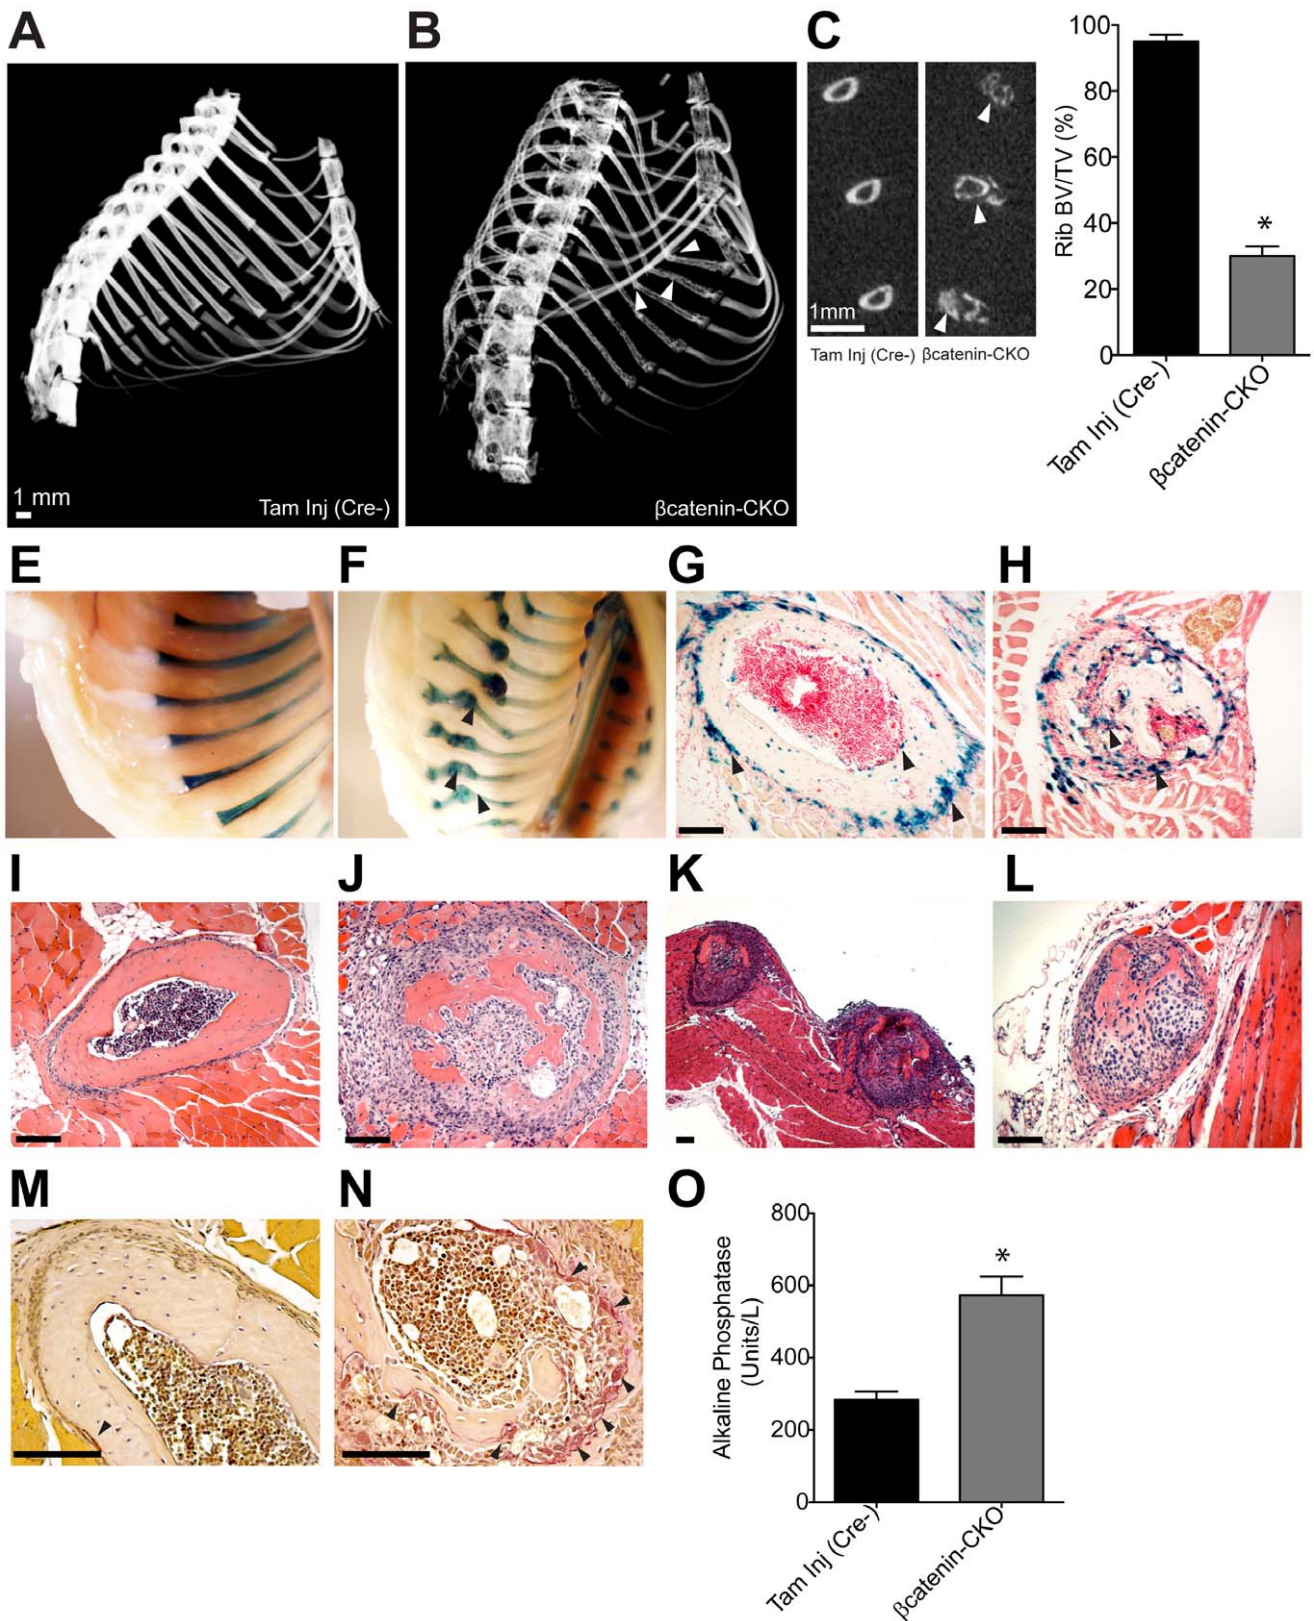 A
B
C
1 mm
Tam Inj (Cre-)
βcatenin-CKO
1mm
Tam Inj (Cre-) βcatenin-CKO
Rib BV/TV (%)
100
80
60
40
20
0
*
Tam Inj (Cre-)
βcatenin-CKO
E
F
G
H
I
J
K
L
M
N
O
Alkaline Phosphatase
(Units/L)
800
600
400
200
0
*
Tam Inj (Cre-)
βcatenin-CKO